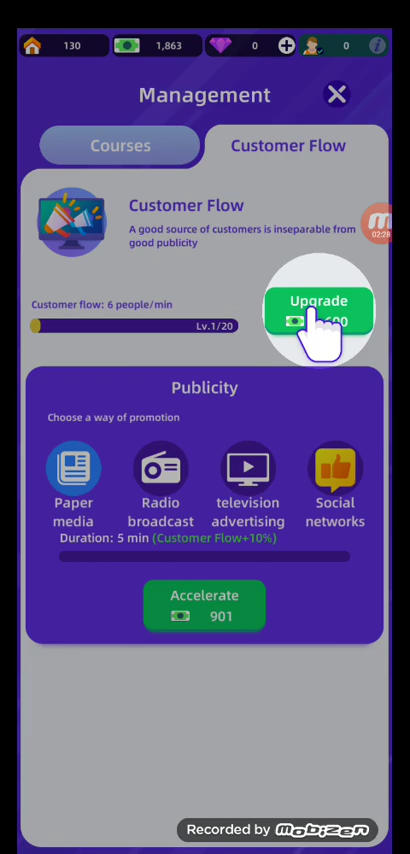 130 1,863 0 0
Management
Courses Customer Flow
Customer Flow
A good source of customers is inseparable from
good publicity
02:28
Customer flow: 6 people/min
Lv.1/20
Upgrade
Publicity
Choose a way of promotion
Paper Radio television Social
media broadcast advertising networks
Duration: 5 min (Customer Flow+10%)
Accelerate
901
Recorded by Mobizen